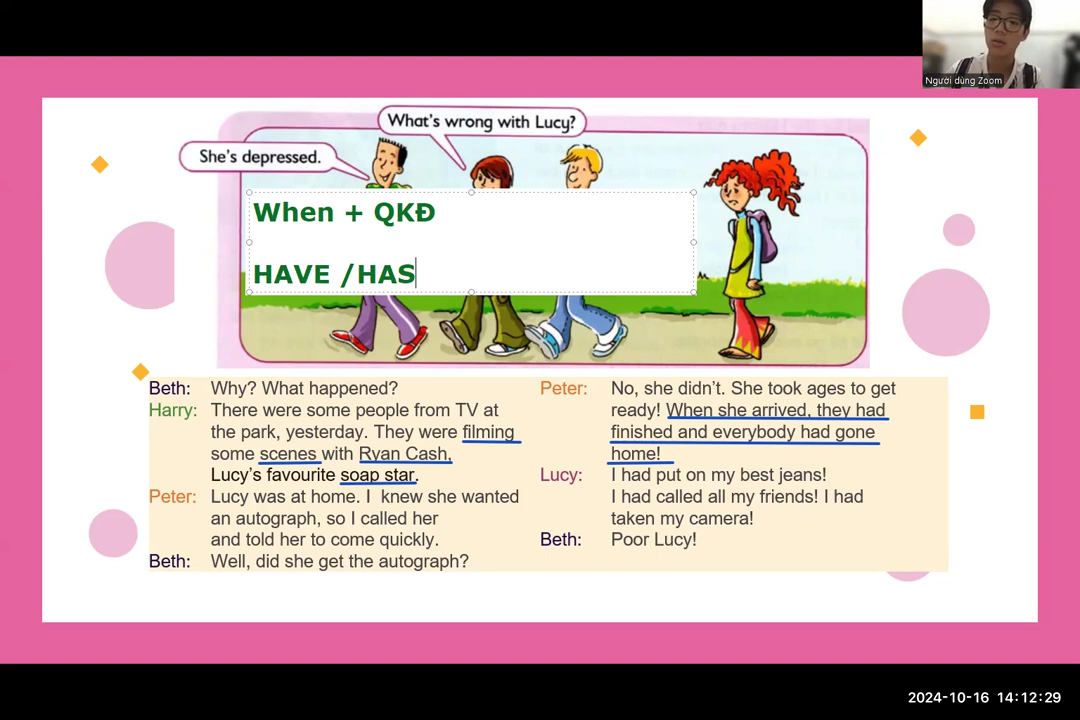 Người dùng Zoom
What's wrong with Lucy?
She's depressed.
When + QKĐ
HAVE /HAS
Beth: Why? What happened?
Harry: There were some people from TV at
the park, yesterday. They were filming
some scenes with Ryan Cash,
Lucy's favourite soap star.
Peter: Lucy was at home. I knew she wanted
an autograph, so I called her
and told her to come quickly.
Beth: Well, did she get the autograph?
Peter: No, she didn't. She took ages to get
ready! When she arrived, they had
finished and everybody had gone
home!
Lucy: I had put on my best jeans!
I had called all my friends! I had
taken my camera!
Beth: Poor Lucy!
2024-10-16 14:12:29